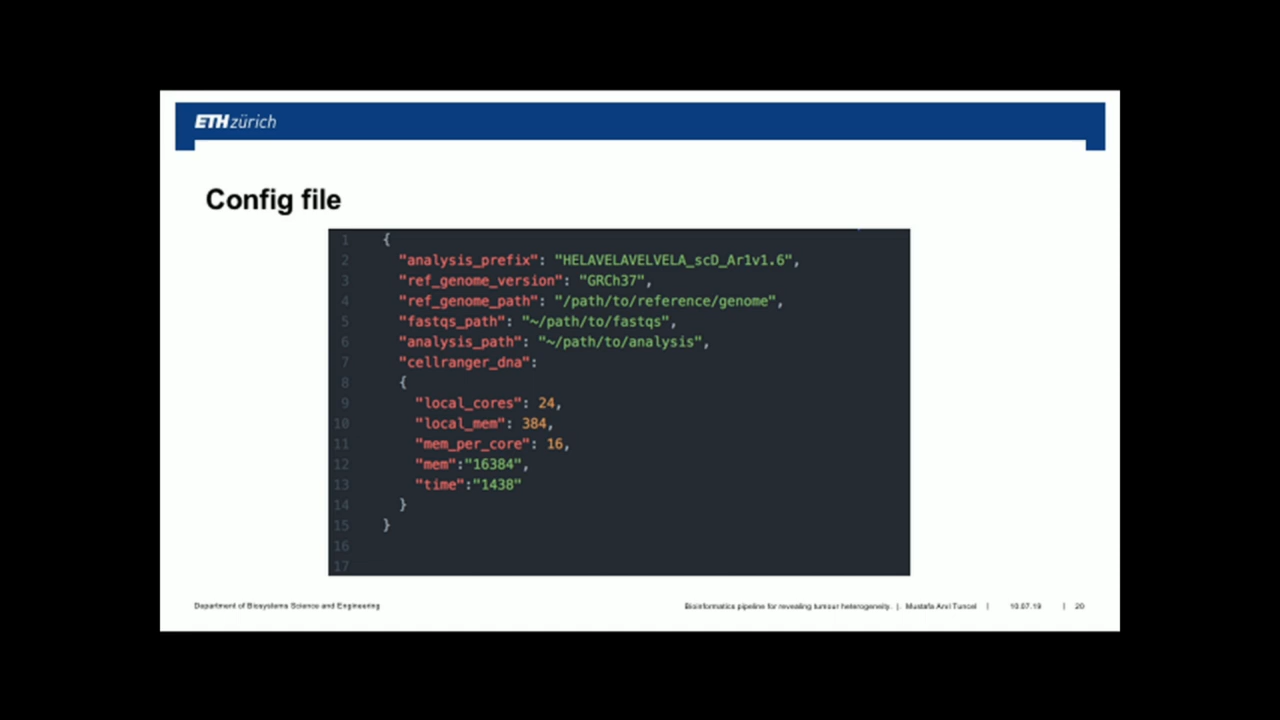 ETH zürich
Config file
1 {
2 "analysis_prefix": "HELAVELAVELVELA_scD_Ar1v1.6",
3 "ref_genome_version": "GRCh37",
4 "ref_genome_path": "/path/to/reference/genome",
5 "fastqs_path": "~/path/to/fastqs",
6 "analysis_path": "~/path/to/analysis",
7 "cellranger_dna":
8 {
9 "local_cores": 24,
10 "local_mem": 384,
11 "mem_per_core": 16,
12 "mem":"16384",
13 "time":"1438"
14 }
15 }
16
17
Department of Biosystems Science and Engineering
Bioinformatics pipeline for revealing tumour heterogeneity. | Mustafa Anıl Tuncel | 10.07.19 | 20